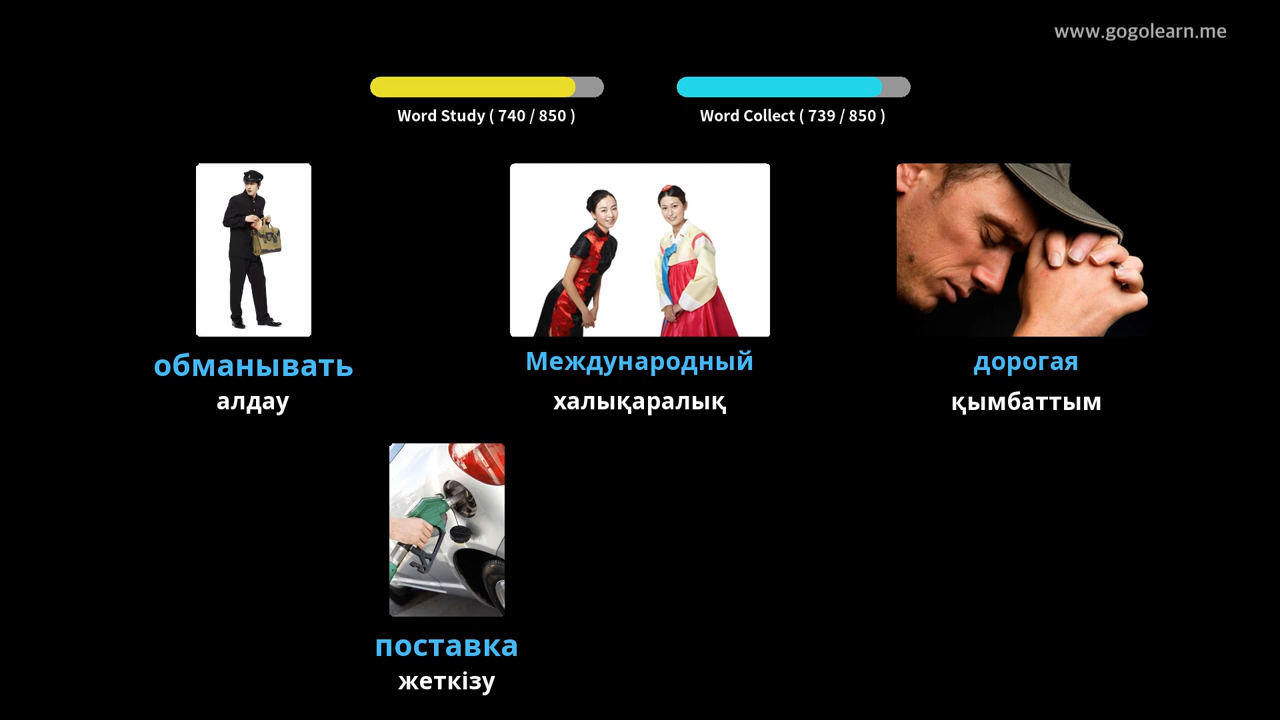 www.gogolearn.me
Word Study ( 740 / 850 )
Word Collect ( 739 / 850 )
обманывать
алдау
Международный
халықаралық
дорогая
қымбаттым
поставка
жеткізу